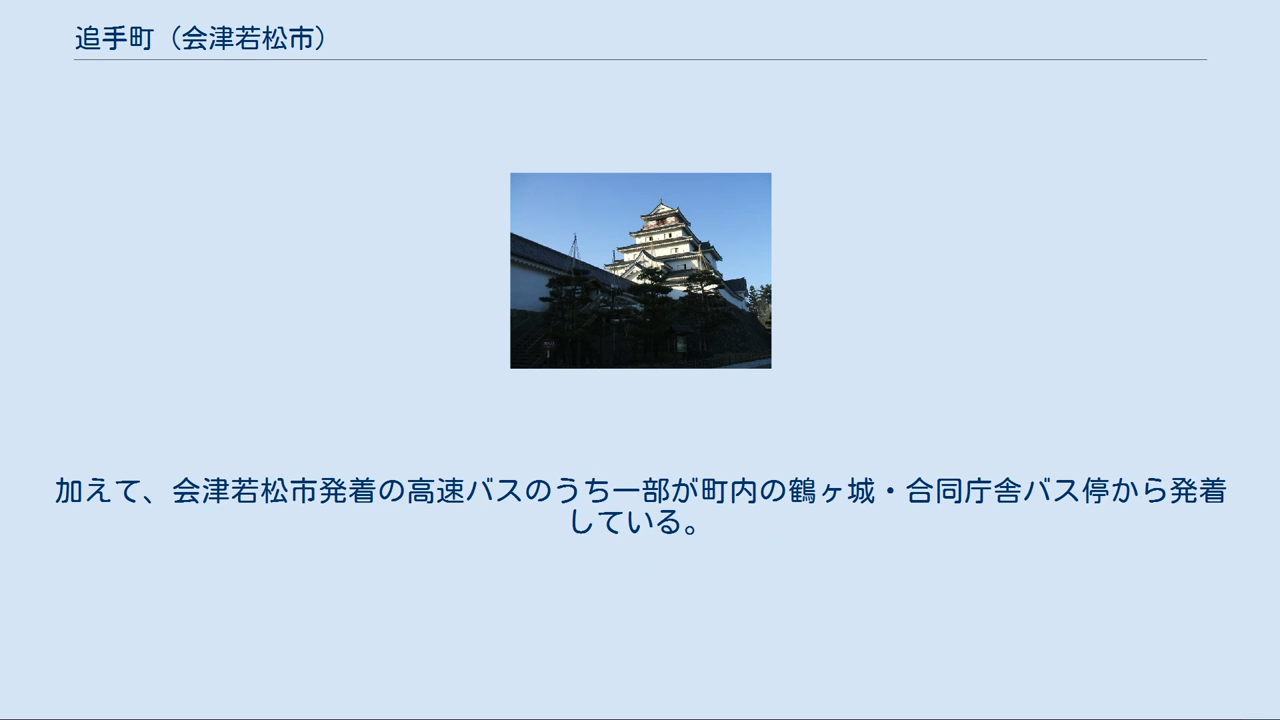 追手町（会津若松市）
加えて、会津若松市発着の高速バスのうち一部が町内の鶴ヶ城・合同庁舎バス停から発着
している。